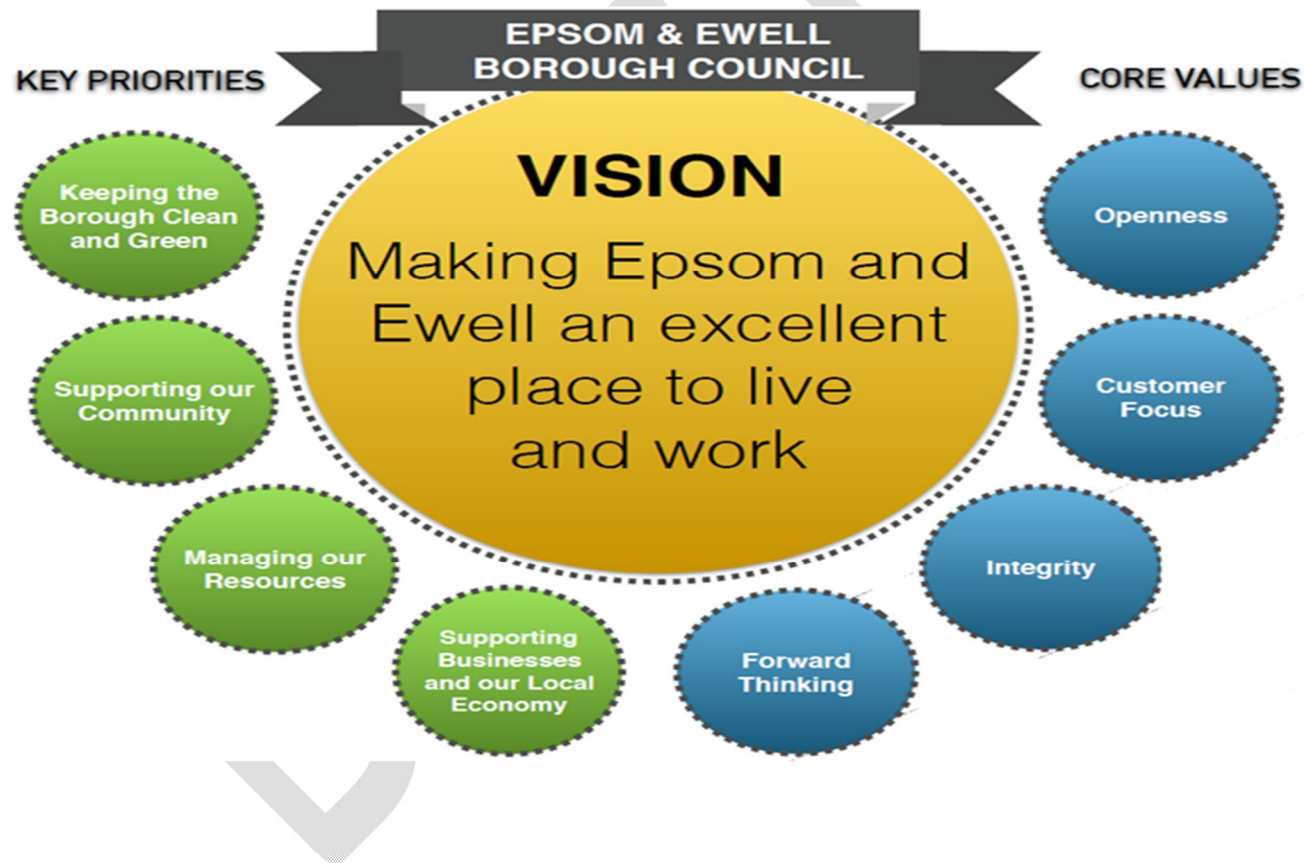 EPSOM & EWELL
BOROUGH COUNCIL
KEY PRIORITIES
CORE VALUES
VISION
Making Epsom and
Ewell an excellent
place to live
and work
Keeping the
Borough Clean
and Green
Supporting our
Community
Managing our
Resources
Supporting
Businesses
and our Local
Economy
Openness
Customer
Focus
Integrity
Forward
Thinking